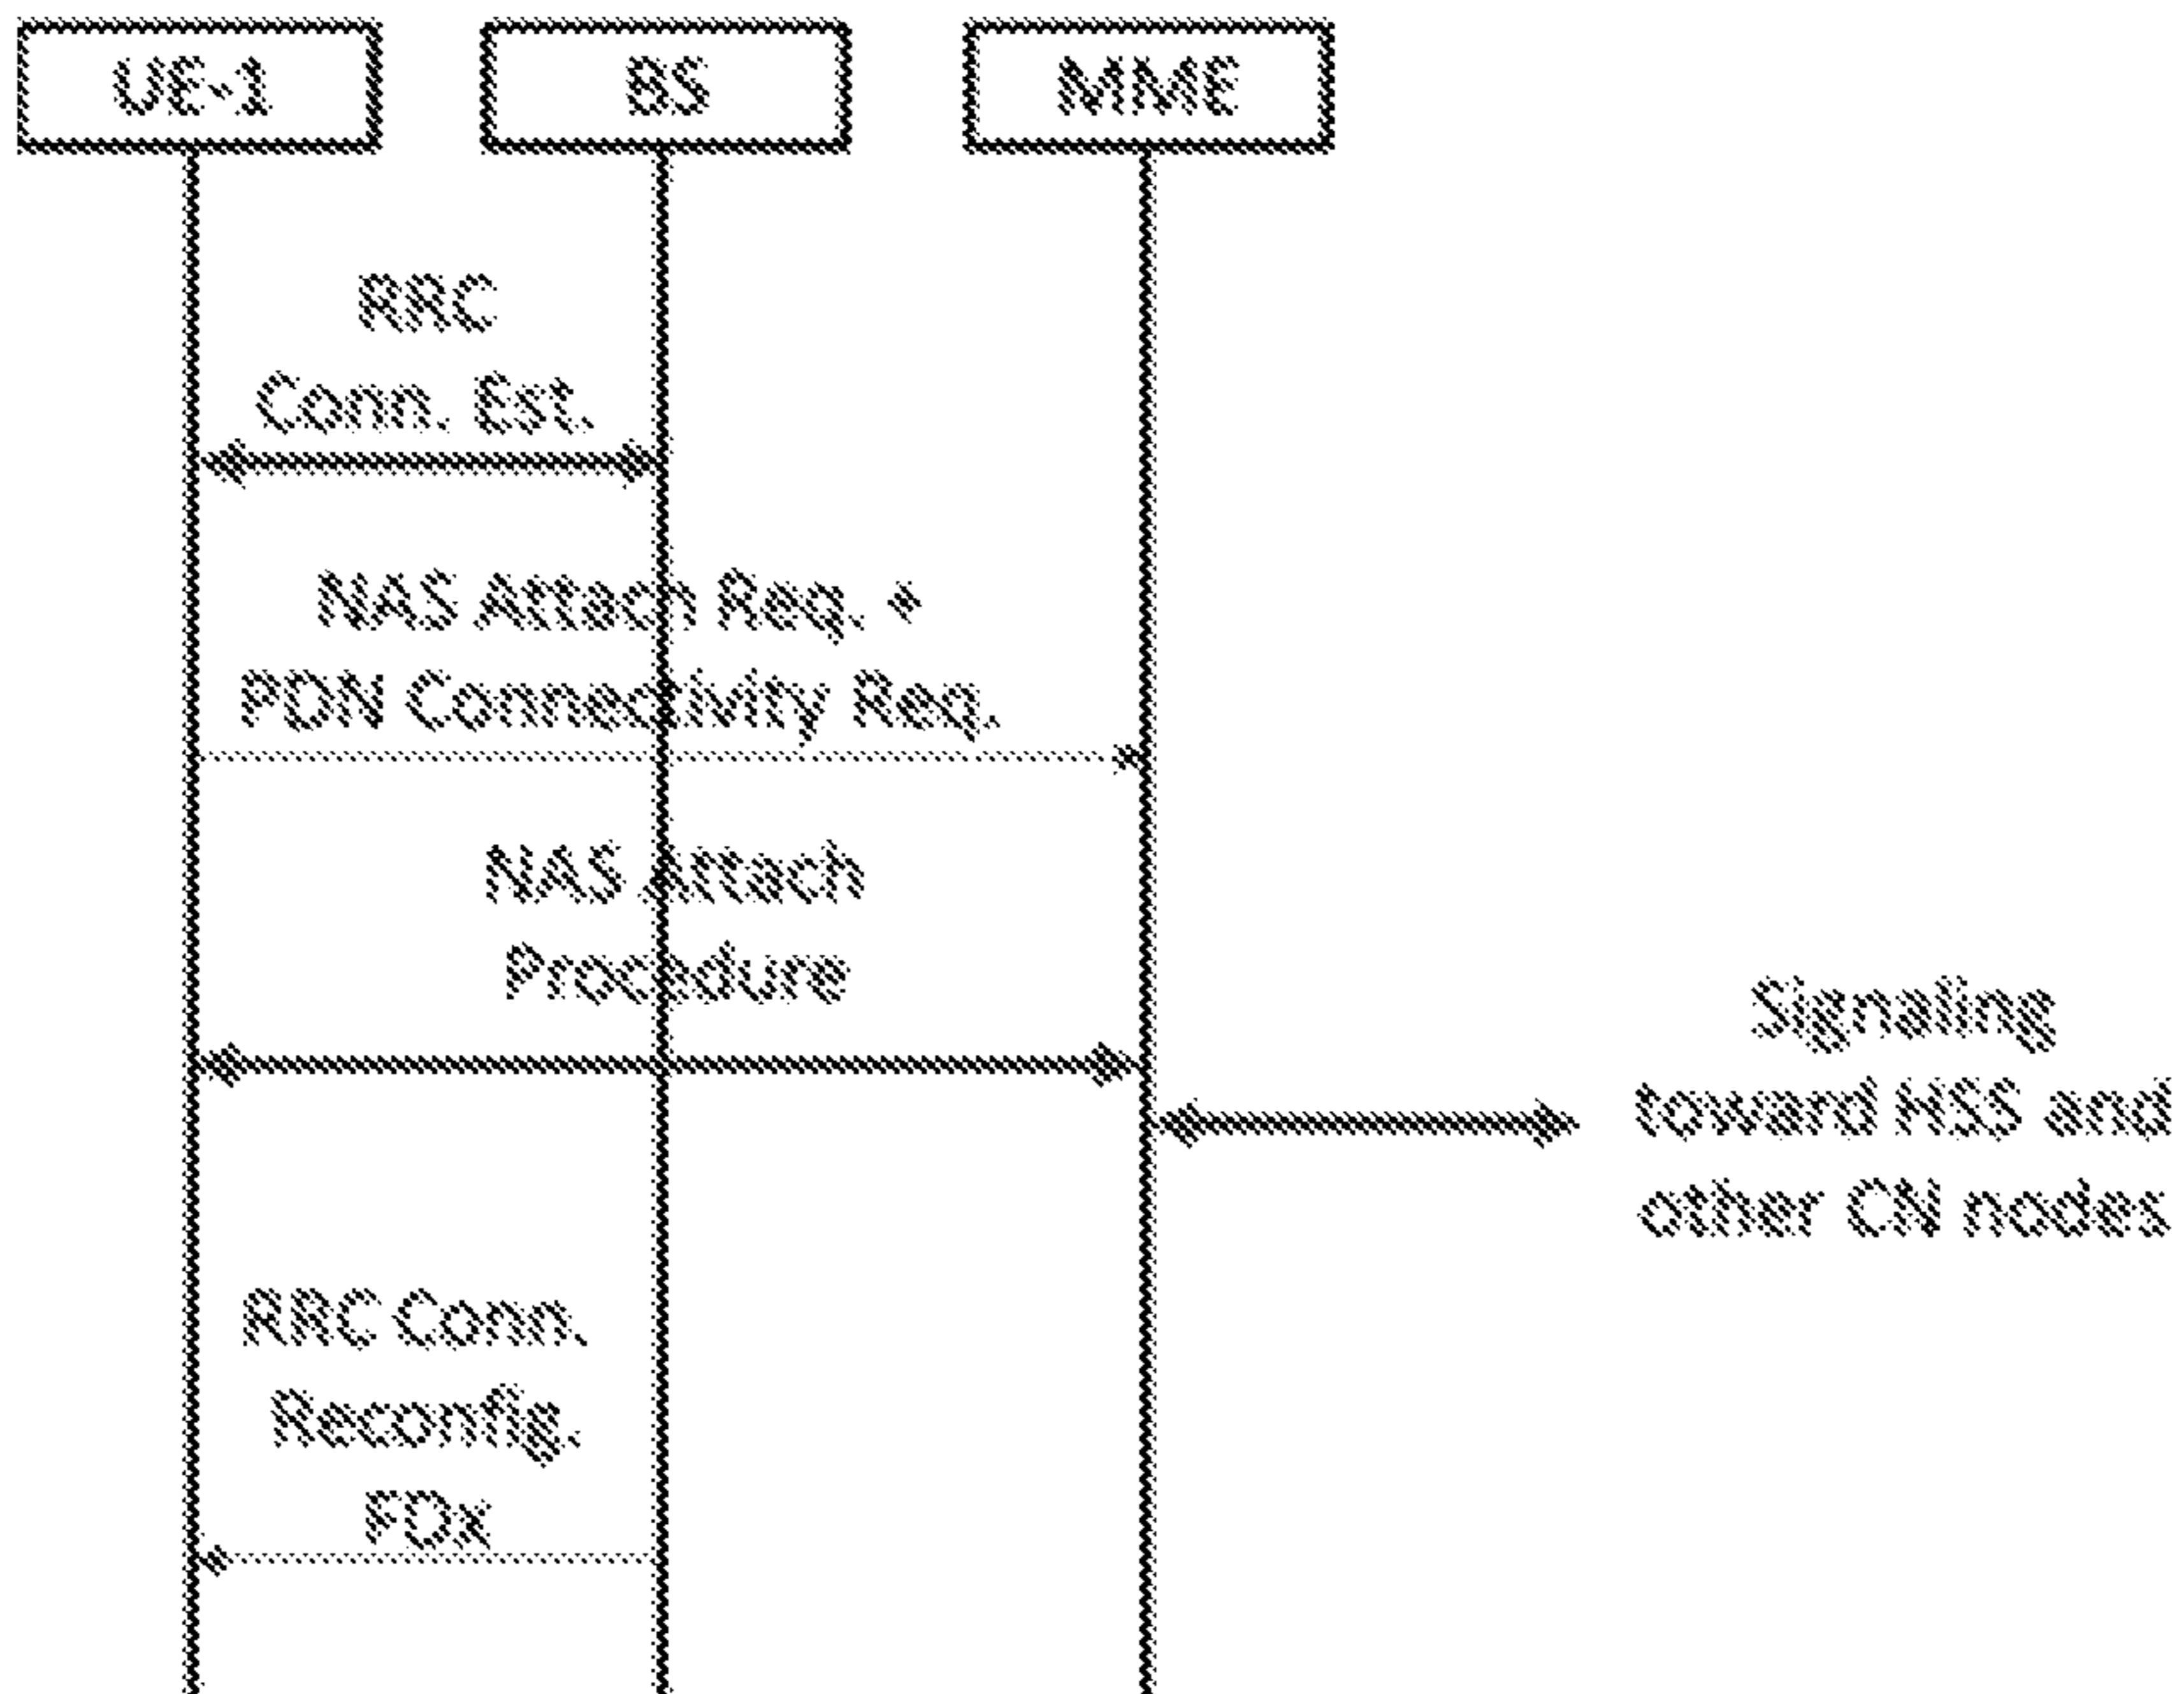 UE-1
BS
MME
RRC
Conn. Est.
NAS Attach Req. +
PDN Connectivity Req.
NAS Attach
Procedure
Signaling
toward HSS and
other CN nodes
RRC Conn.
Reconfig.
FDx